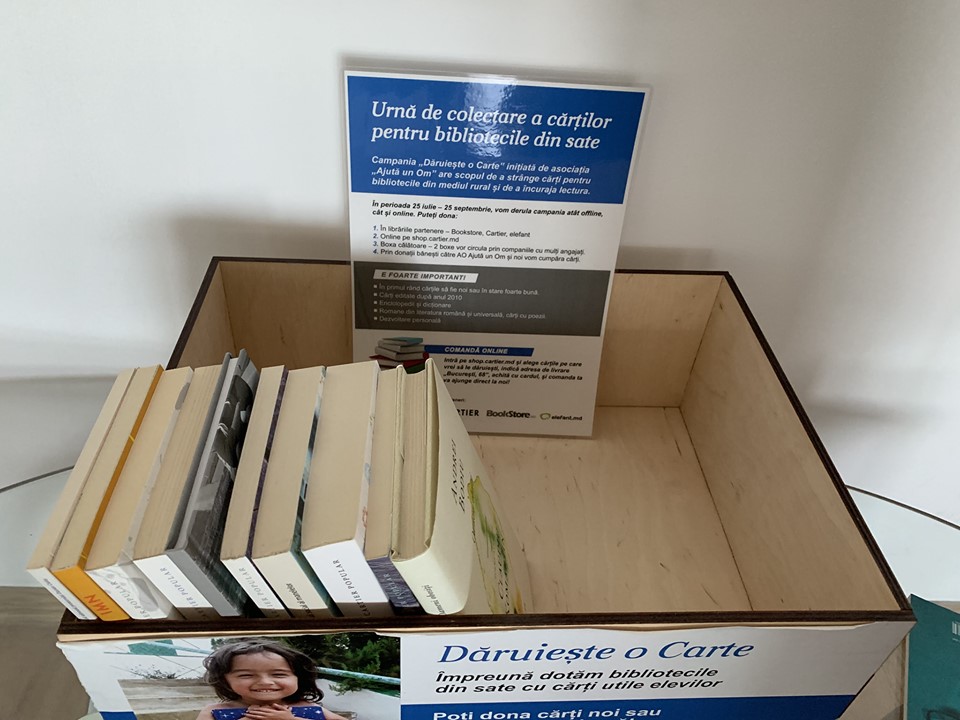 Urnă de colectare a cărților
pentru bibliotecile din sate
Campania „Dăruiește o Carte” inițiată de asociația
„Ajută un Om” are scopul de a strânge cărți pentru
bibliotecile din mediul rural și de a încuraja lectura.
În perioada 25 iulie – 25 septembrie, vom derula campania atât offline,
cât și online. Puteți dona:
1. În librăriile partenere – Bookstore, Cartier, elefant
2. Online pe shop.cartier.md
3. Boxa călătoare – 2 boxe vor circula prin companiile cu mulți angajați.
4. Prin donații bănești către AO Ajută un Om și noi vom cumpăra cărți.
E FOARTE IMPORTANT!
În primul rând cărțile să fie noi sau în stare foarte bună.
Cărți editate după anul 2010
Enciclopedii și dicționare
Romane din literatura română și universală, cărți cu poezii
Dezvoltare personală
COMANDĂ ONLINE
Intră pe shop.cartier.md și alege cărțile pe care
vrei să le dăruiești, indică adresa de livrare
„București, 68”, achită cu cardul, și comanda ta
va ajunge direct la noi!
BookStore elefant.md
ANDREI
IMN
CARTIER POPULAR
Dăruiește o Carte
Împreună dotăm bibliotecile
din sate cu cărți utile elevilor
Poți dona cărți noi sau